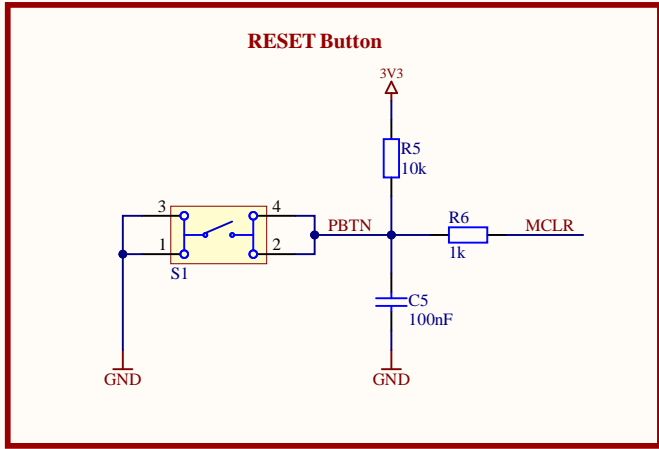 RESET Button
3V3
R5
10k
3
4
PBTN
R6
MCLR
1
2
1k
S1
C5
100nF
GND
GND